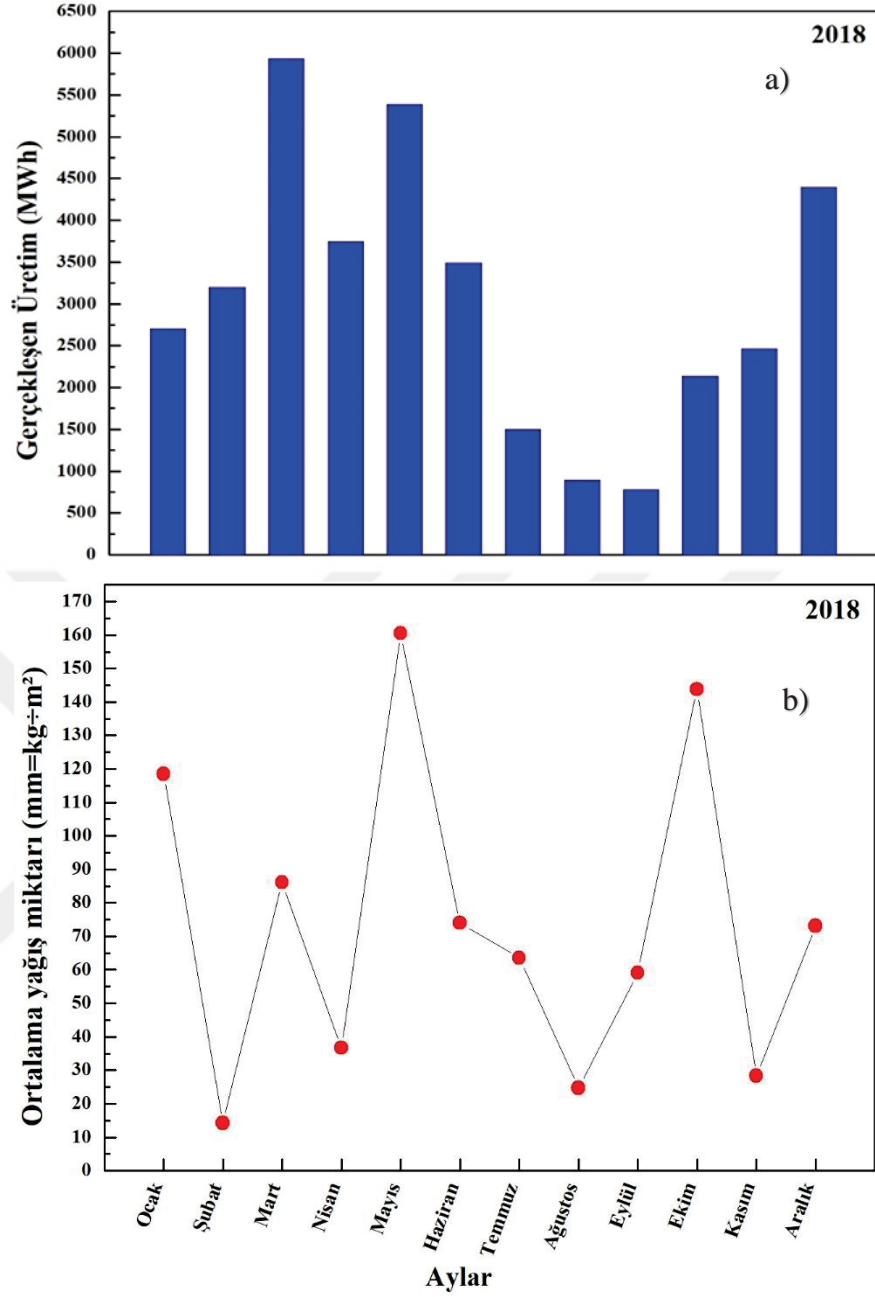 2018
a)
Gerçekleşen Üretim (MWh)
6500
6000
5500
5000
4500
4000
3500
3000
2500
2000
1500
1000
500
0
2018
b)
Ortalama yağış miktarı (mm=kg÷m²)
170
160
150
140
130
120
110
100
90
80
70
60
50
40
30
20
10
0
Ocak
Şubat
Mart
Nisan
Mayıs
Haziran
Temmuz
Ağustos
Eylül
Ekim
Kasım
Aralık
Aylar